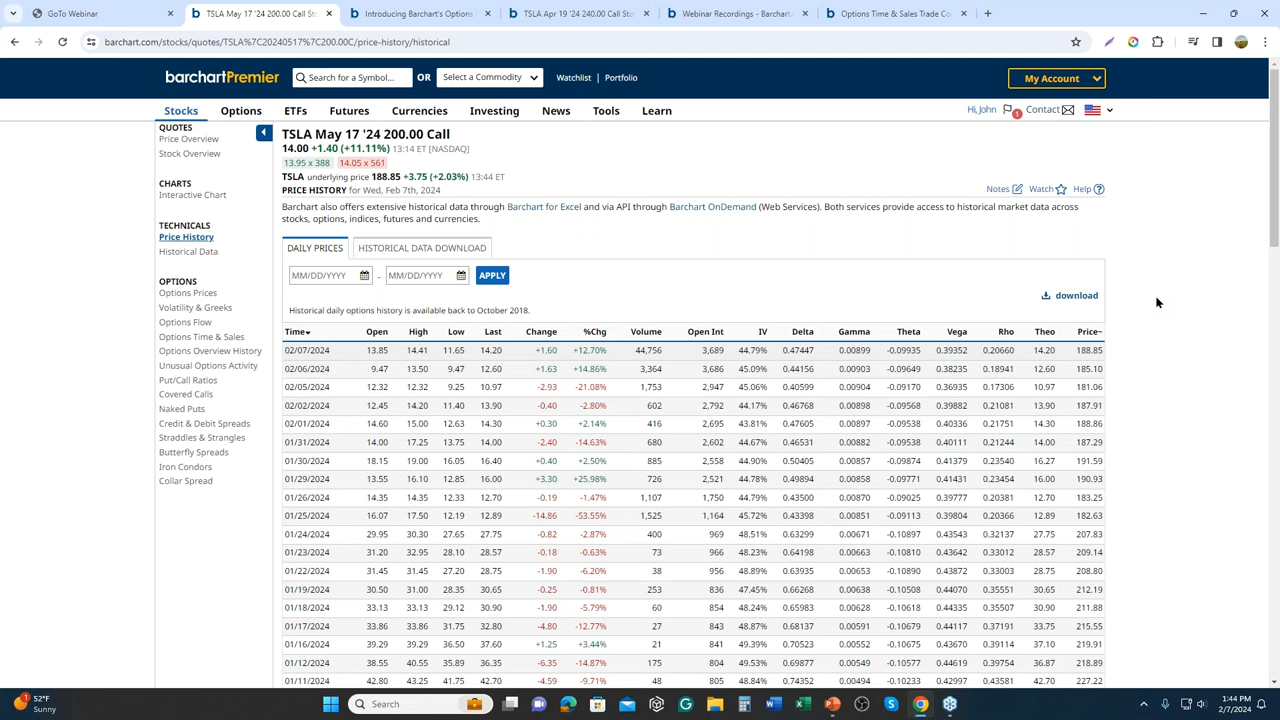 GoTo Webinar
TSLA May 17 '24 200.00 Call St
Introducing Barchart's Options
TSLA Apr 19 '24 240.00 Call Sto
Webinar Recordings - Barchart.
Options Time & Sales Trade Co
barchart.com/stocks/quotes/TSLA%7C20240517%7C200.00C/price-history/historical
barchartPremier
Search for a Symbol...
OR
Select a Commodity
Watchlist
Portfolio
My Account
Stocks
Options
ETFs
Futures
Currencies
Investing
News
Tools
Learn
Hi, John
1
Contact
QUOTES
Price Overview
Stock Overview
CHARTS
Interactive Chart
TECHNICALS
Price History
Historical Data
OPTIONS
Options Prices
Volatility & Greeks
Options Flow
Options Time & Sales
Options Overview History
Unusual Options Activity
Put/Call Ratios
Covered Calls
Naked Puts
Credit & Debit Spreads
Straddles & Strangles
Butterfly Spreads
Iron Condors
Collar Spread
TSLA May 17 '24 200.00 Call
14.00 +1.40 (+11.11%) 13:14 ET [NASDAQ]
13.95 x 388 14.05 x 561
TSLA underlying price 188.85 +3.75 (+2.03%) 13:44 ET
PRICE HISTORY for Wed, Feb 7th, 2024
Notes Watch Help
Barchart also offers extensive historical data through Barchart for Excel and via API through Barchart OnDemand (Web Services). Both services provide access to historical market data across
stocks, options, indices, futures and currencies.
DAILY PRICES HISTORICAL DATA DOWNLOAD
MM/DD/YYYY - MM/DD/YYYY APPLY
download
Historical daily options history is available back to October 2018.
Time Open High Low Last Change %Chg Volume Open Int IV Delta Gamma Theta Vega Rho Theo Price~
02/07/2024 13.85 14.41 11.65 14.20 +1.60 +12.70% 44,756 3,689 44.79% 0.47447 0.00899 -0.09935 0.39352 0.20660 14.20 188.85
02/06/2024 9.47 13.50 9.47 12.60 +1.63 +14.86% 3,364 3,686 45.09% 0.44156 0.00903 -0.09649 0.38235 0.18941 12.60 185.10
02/05/2024 12.32 12.32 9.25 10.97 -2.93 -21.08% 1,753 2,947 45.06% 0.40599 0.00904 -0.09170 0.36935 0.17306 10.97 181.06
02/02/2024 12.45 14.20 11.40 13.90 -0.40 -2.80% 602 2,792 44.17% 0.46768 0.00898 -0.09568 0.39882 0.21081 13.90 187.91
02/01/2024 14.60 15.00 12.63 14.30 +0.30 +2.14% 416 2,695 43.81% 0.47605 0.00897 -0.09538 0.40336 0.21751 14.30 188.86
01/31/2024 14.00 17.25 13.75 14.00 -2.40 -14.63% 680 2,602 44.67% 0.46531 0.00882 -0.09538 0.40111 0.21244 14.00 187.29
01/30/2024 18.15 19.00 16.05 16.40 +0.40 +2.50% 885 2,558 44.90% 0.50405 0.00857 -0.09874 0.41379 0.23540 16.27 191.59
01/29/2024 13.55 16.10 12.85 16.00 +3.30 +25.98% 726 2,521 44.78% 0.49894 0.00858 -0.09771 0.41431 0.23454 16.00 190.93
01/26/2024 14.35 14.35 12.33 12.70 -0.19 -1.47% 1,107 1,750 44.19% 0.43500 0.00870 -0.09025 0.39777 0.20381 12.70 183.25
01/25/2024 16.07 17.50 12.19 12.89 -14.86 -53.55% 1,525 1,164 45.72% 0.43398 0.00851 -0.09113 0.39804 0.20366 12.89 182.63
01/24/2024 29.95 30.30 27.65 27.75 -0.82 -2.87% 400 969 48.51% 0.63299 0.00671 -0.10897 0.43543 0.32137 27.75 207.83
01/23/2024 31.20 32.95 28.10 28.57 -0.18 -0.63% 73 966 48.23% 0.64198 0.00663 -0.10810 0.43642 0.33012 28.57 209.14
01/22/2024 31.45 31.45 27.20 28.75 -1.90 -6.20% 38 956 48.89% 0.63935 0.00653 -0.10890 0.43872 0.33003 28.75 208.80
01/19/2024 30.50 31.00 28.35 30.65 -0.25 -0.81% 253 836 47.45% 0.66268 0.00634 -0.10508 0.44070 0.35551 30.65 212.19
01/18/2024 33.13 33.13 29.12 30.90 -1.90 -5.79% 60 854 48.24% 0.65983 0.00628 -0.10618 0.44335 0.35507 30.90 211.88
01/17/2024 33.86 33.86 31.75 32.80 -4.80 -12.77% 27 843 48.87% 0.68137 0.00591 -0.10679 0.44117 0.37191 33.75 215.55
01/16/2024 39.29 39.29 36.50 37.60 +1.25 +3.44% 21 841 49.39% 0.70523 0.00552 -0.10675 0.43670 0.39114 37.10 219.91
01/12/2024 38.55 40.55 35.89 36.35 -6.35 -14.87% 175 804 49.53% 0.69877 0.00549 -0.10577 0.44619 0.39754 36.87 218.89
01/11/2024 42.80 43.25 41.75 42.70 -4.59 -9.71% 48 805 48.84% 0.74494 0.00494 -0.10233 0.42997 0.43581 42.70 227.22
52°F
Sunny
Search
1:44 PM
2/7/2024